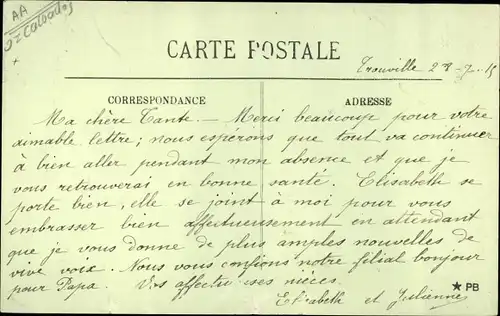 AA
Calvados
CARTE POSTALE
Trouville 28-7-15
CORRESPONDANCE
ADRESSE
Ma chère Tante. – Merci beaucoup pour votre
aimable lettre; nous espérons que tout va continuer
à bien aller pendant mon absence et que je
vous retrouverai en bonne santé. Elisabeth se
porte bien, elle se joint à moi pour vous
embrasser bien affectueusement en attendant
que je vous donne de plus amples nouvelles de
vive voix. Nous vous confions notre filial bonjour
pour Papa. Vos affectueuses nièces.
★ PB
Elisabeth et Julienne